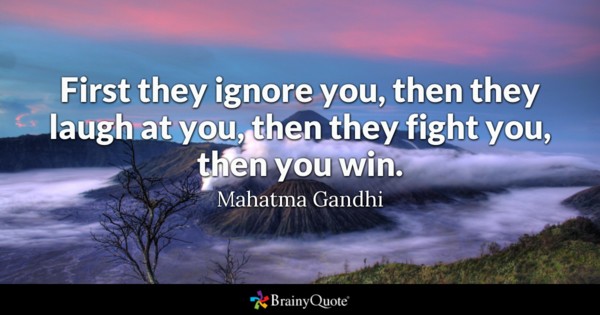 First they ignore you, then they
laugh at you, then they fight you,
then you win.
Mahatma Gandhi
BrainyQuote®